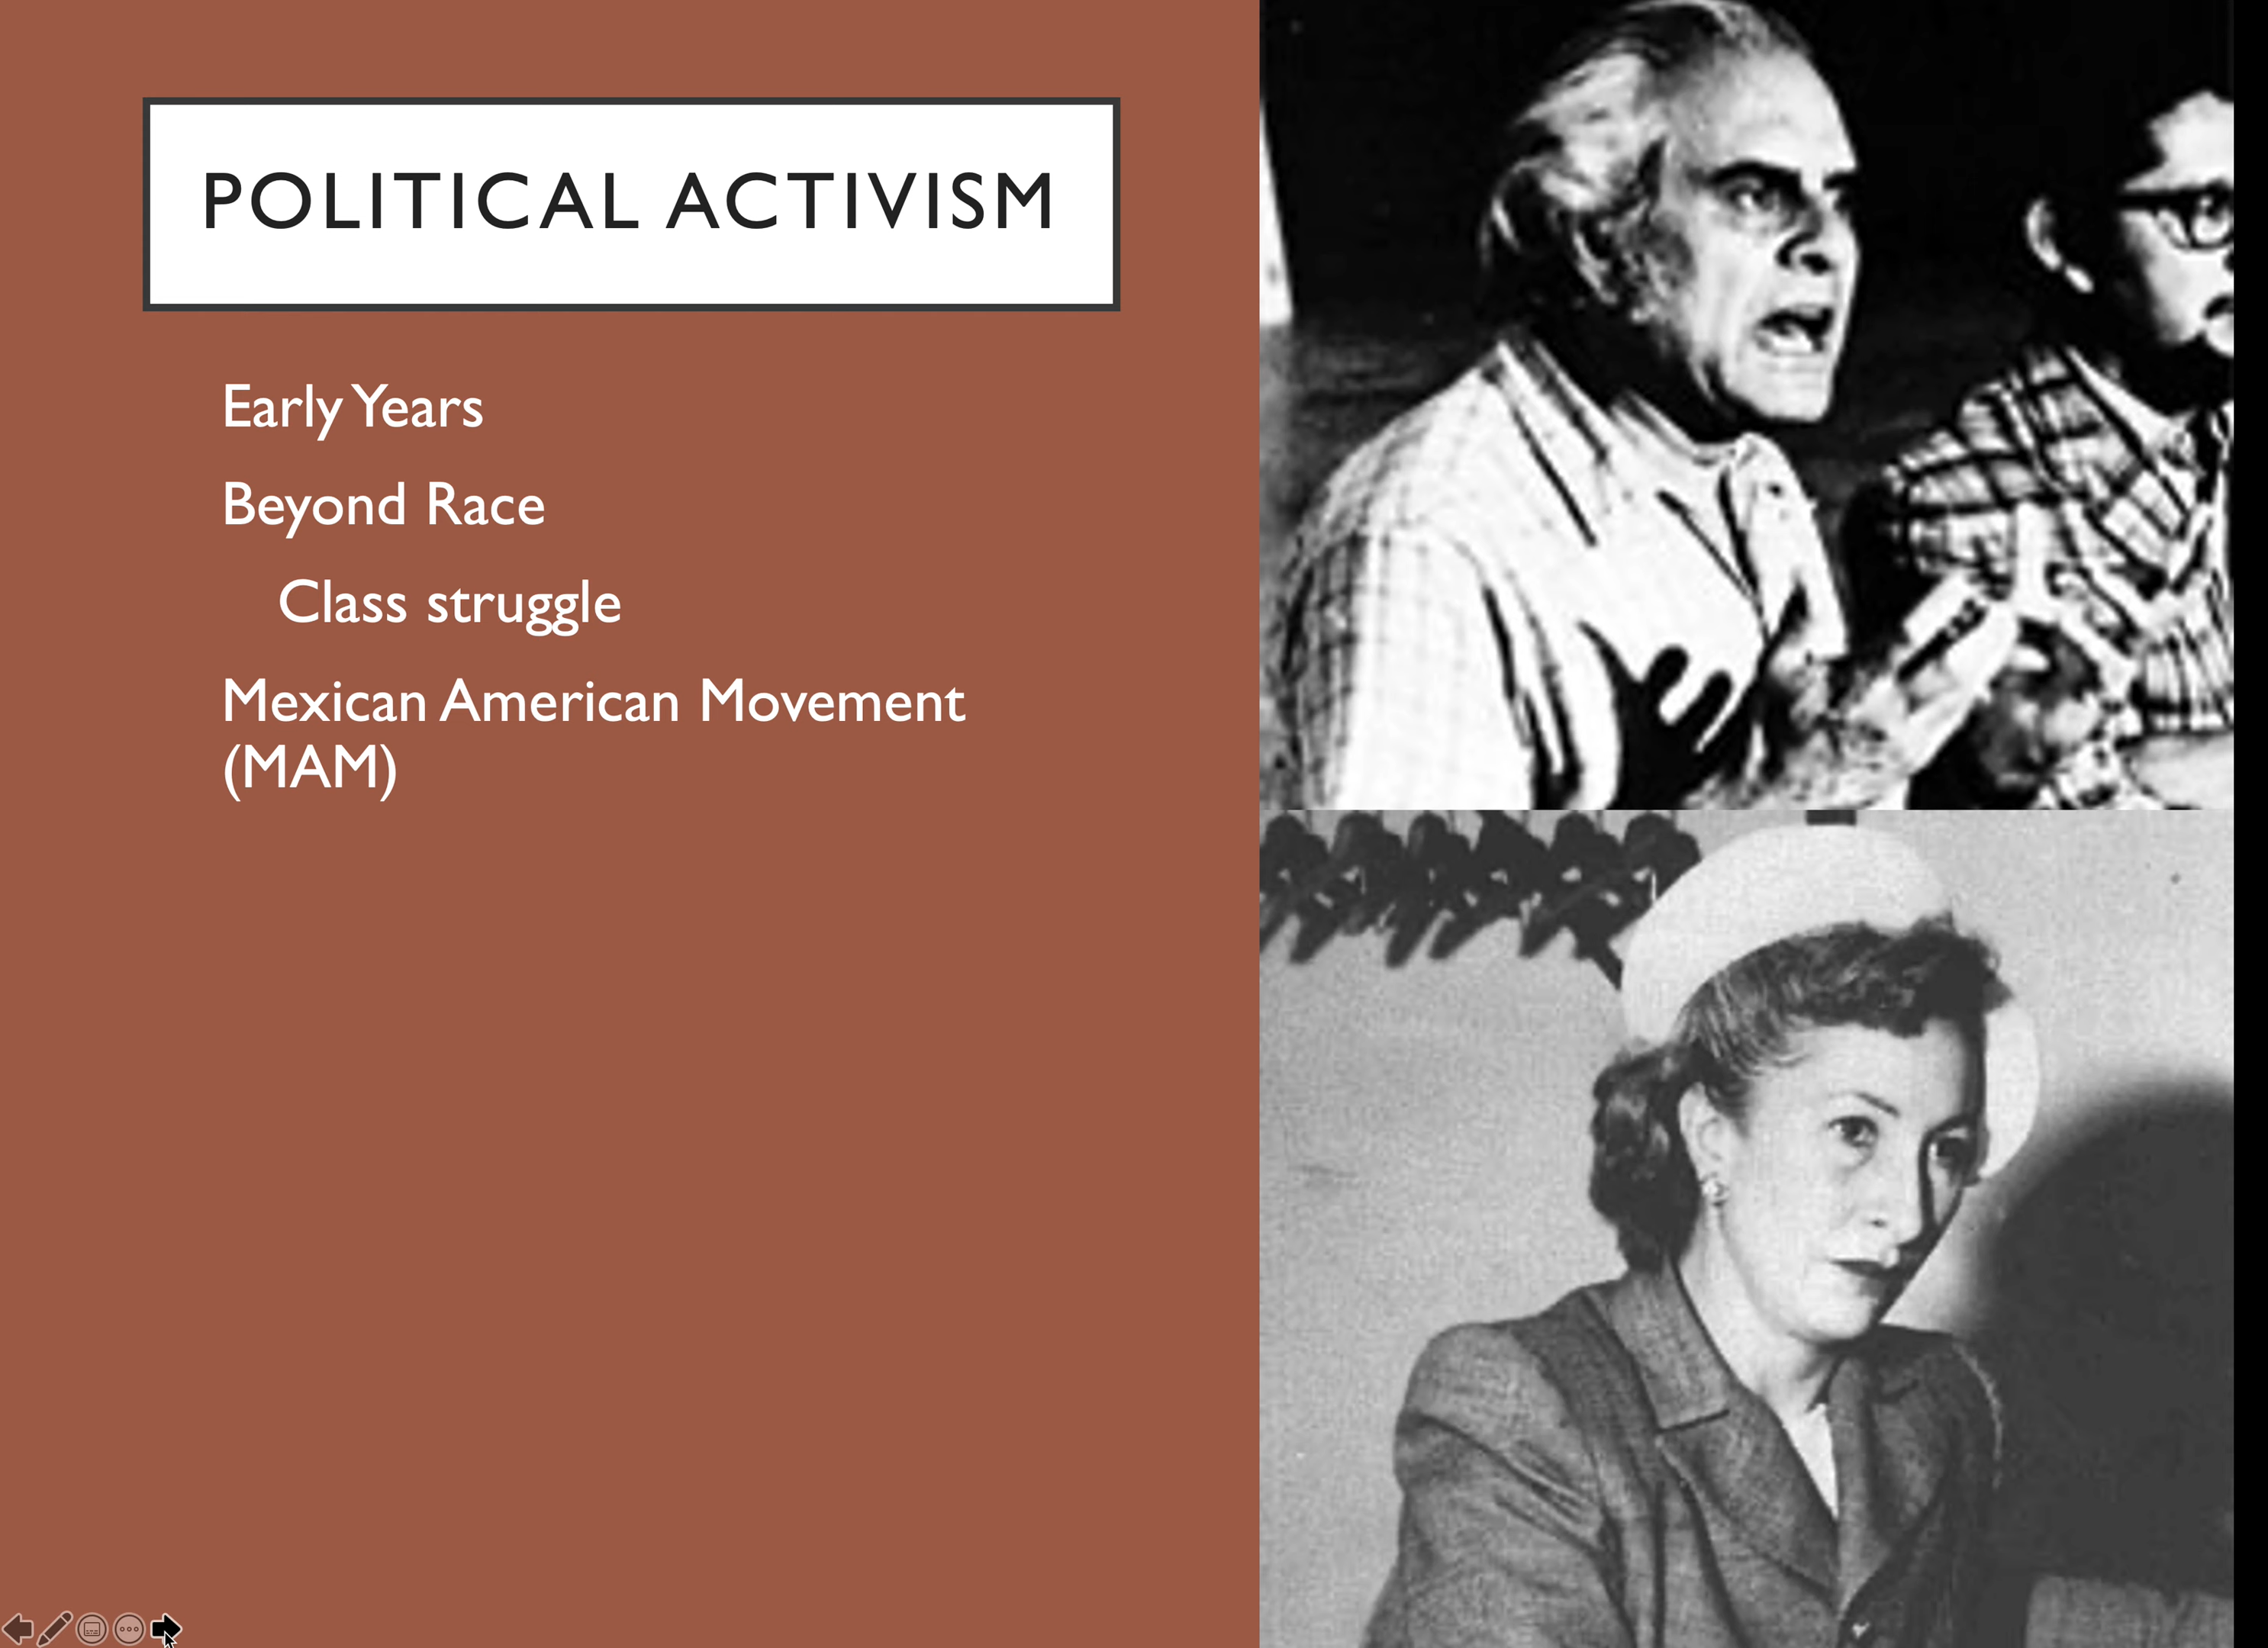 POLITICAL ACTIVISM
Early Years
Beyond Race
Class struggle
Mexican American Movement
(MAM)